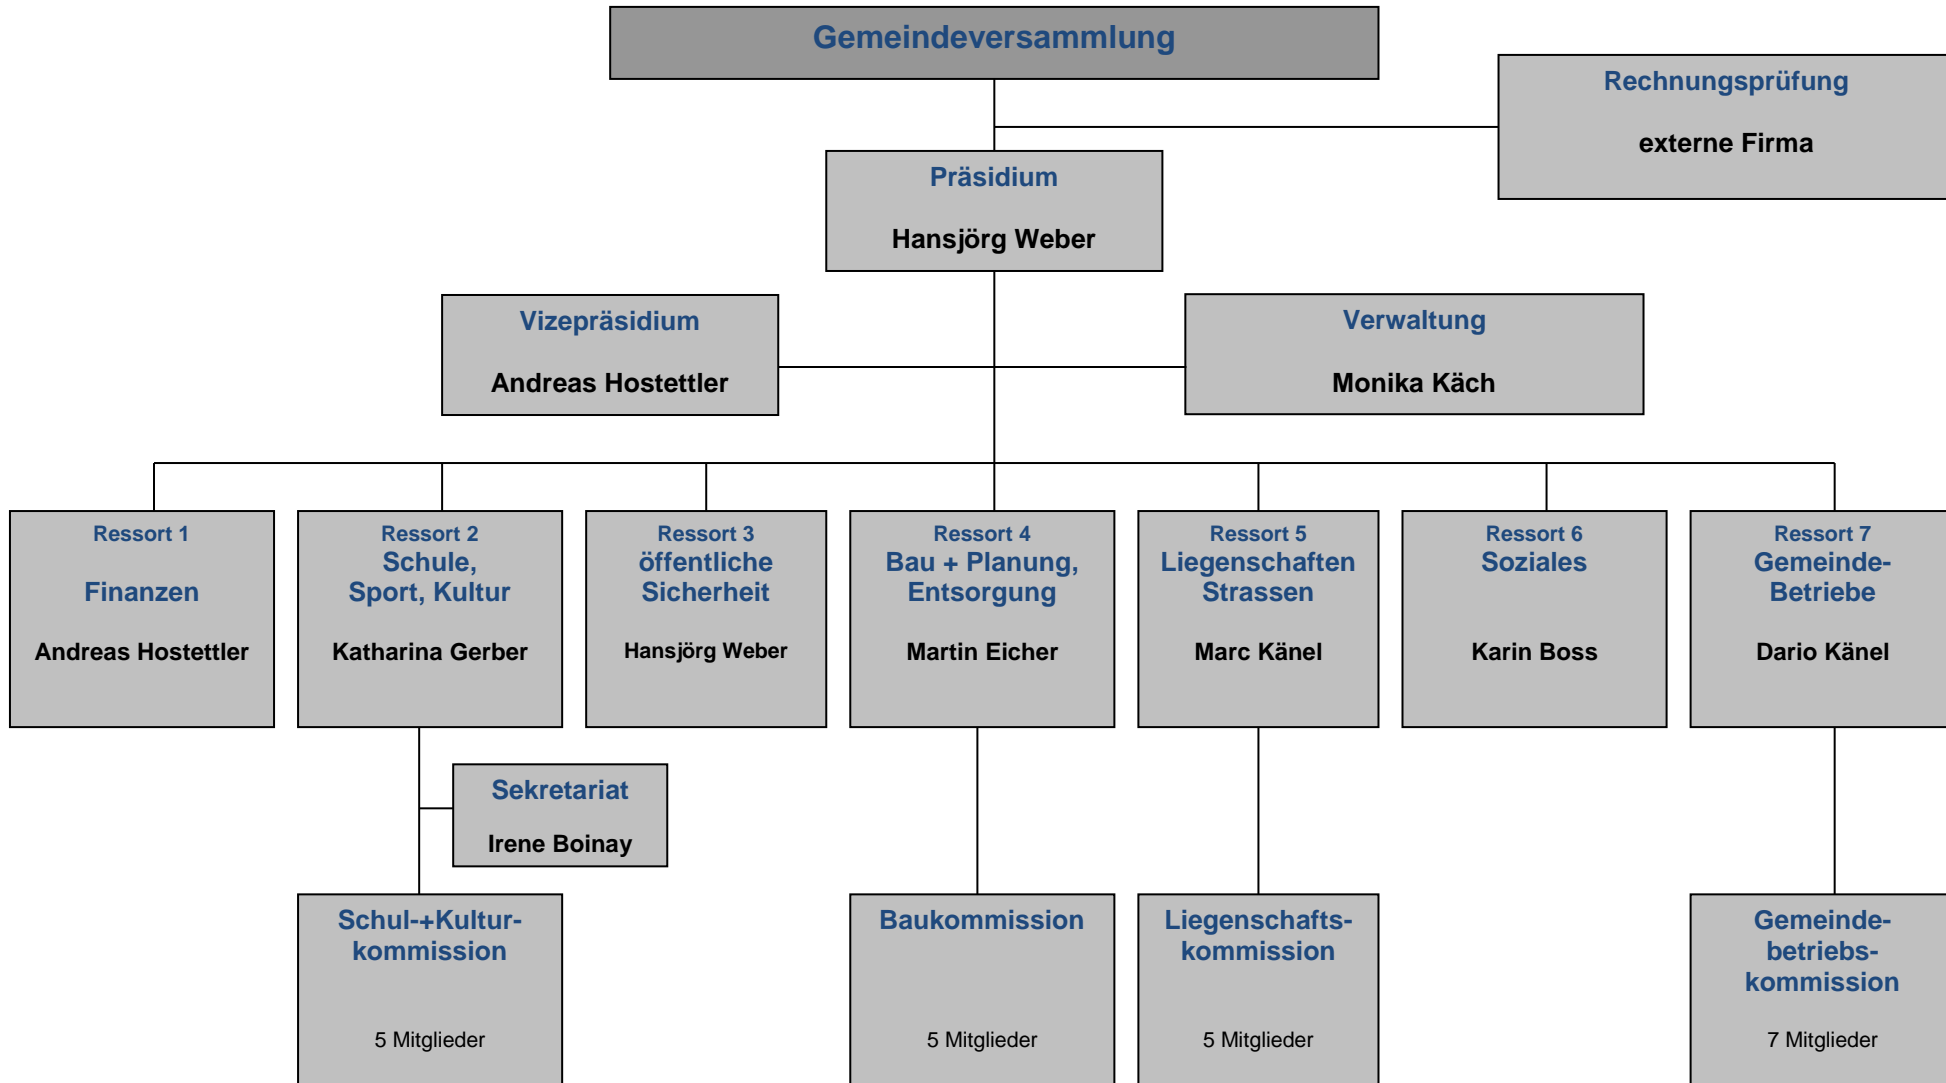 Gemeindeversammlung
Rechnungsprüfung
externe Firma
Präsidium
Hansjörg Weber
Vizepräsidium
Andreas Hostettler
Verwaltung
Monika Käch
Ressort 1
Finanzen
Andreas Hostettler
Ressort 2
Schule,
Sport, Kultur
Katharina Gerber
Ressort 3
öffentliche
Sicherheit
Hansjörg Weber
Ressort 4
Bau + Planung,
Entsorgung
Martin Eicher
Ressort 5
Liegenschaften
Strassen
Marc Känel
Ressort 6
Soziales
Karin Boss
Ressort 7
Gemeinde-
Betriebe
Dario Känel
Sekretariat
Irene Boinay
Schul-+Kultur-
kommission
5 Mitglieder
Baukommission
5 Mitglieder
Liegenschafts-
kommission
5 Mitglieder
Gemeinde-
betriebs-
kommission
7 Mitglieder